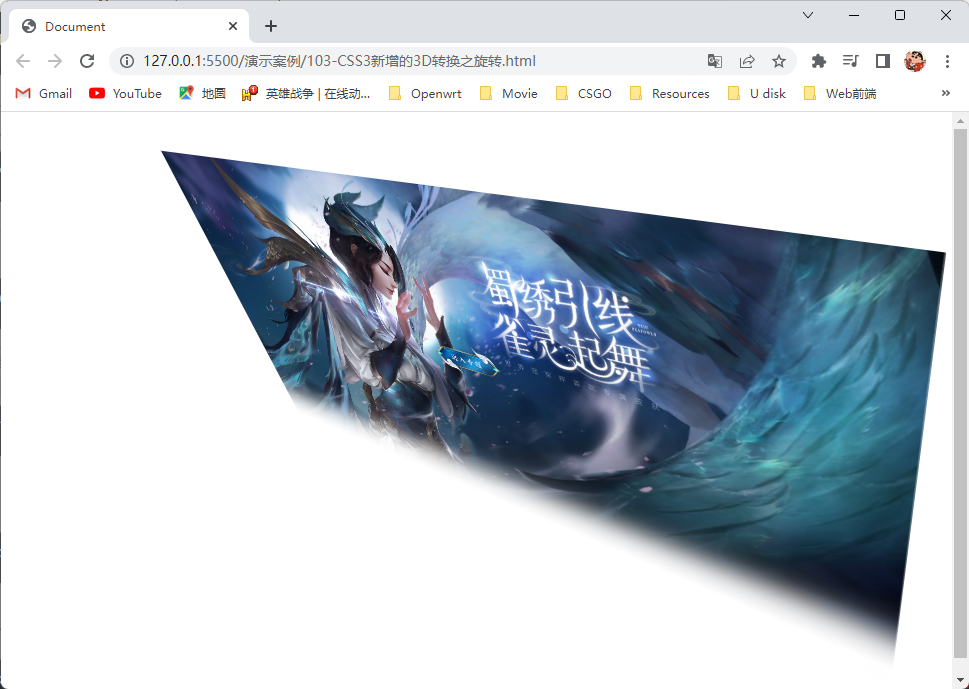 Document
127.0.0.1:5500/演示案例/103-CSS3新增的3D转换之旋转.html
Gmail YouTube 地图 英雄战争 | 在线动... Openwrt Movie CSGO Resources U disk Web前端
蜀绣引线
雀灵起舞